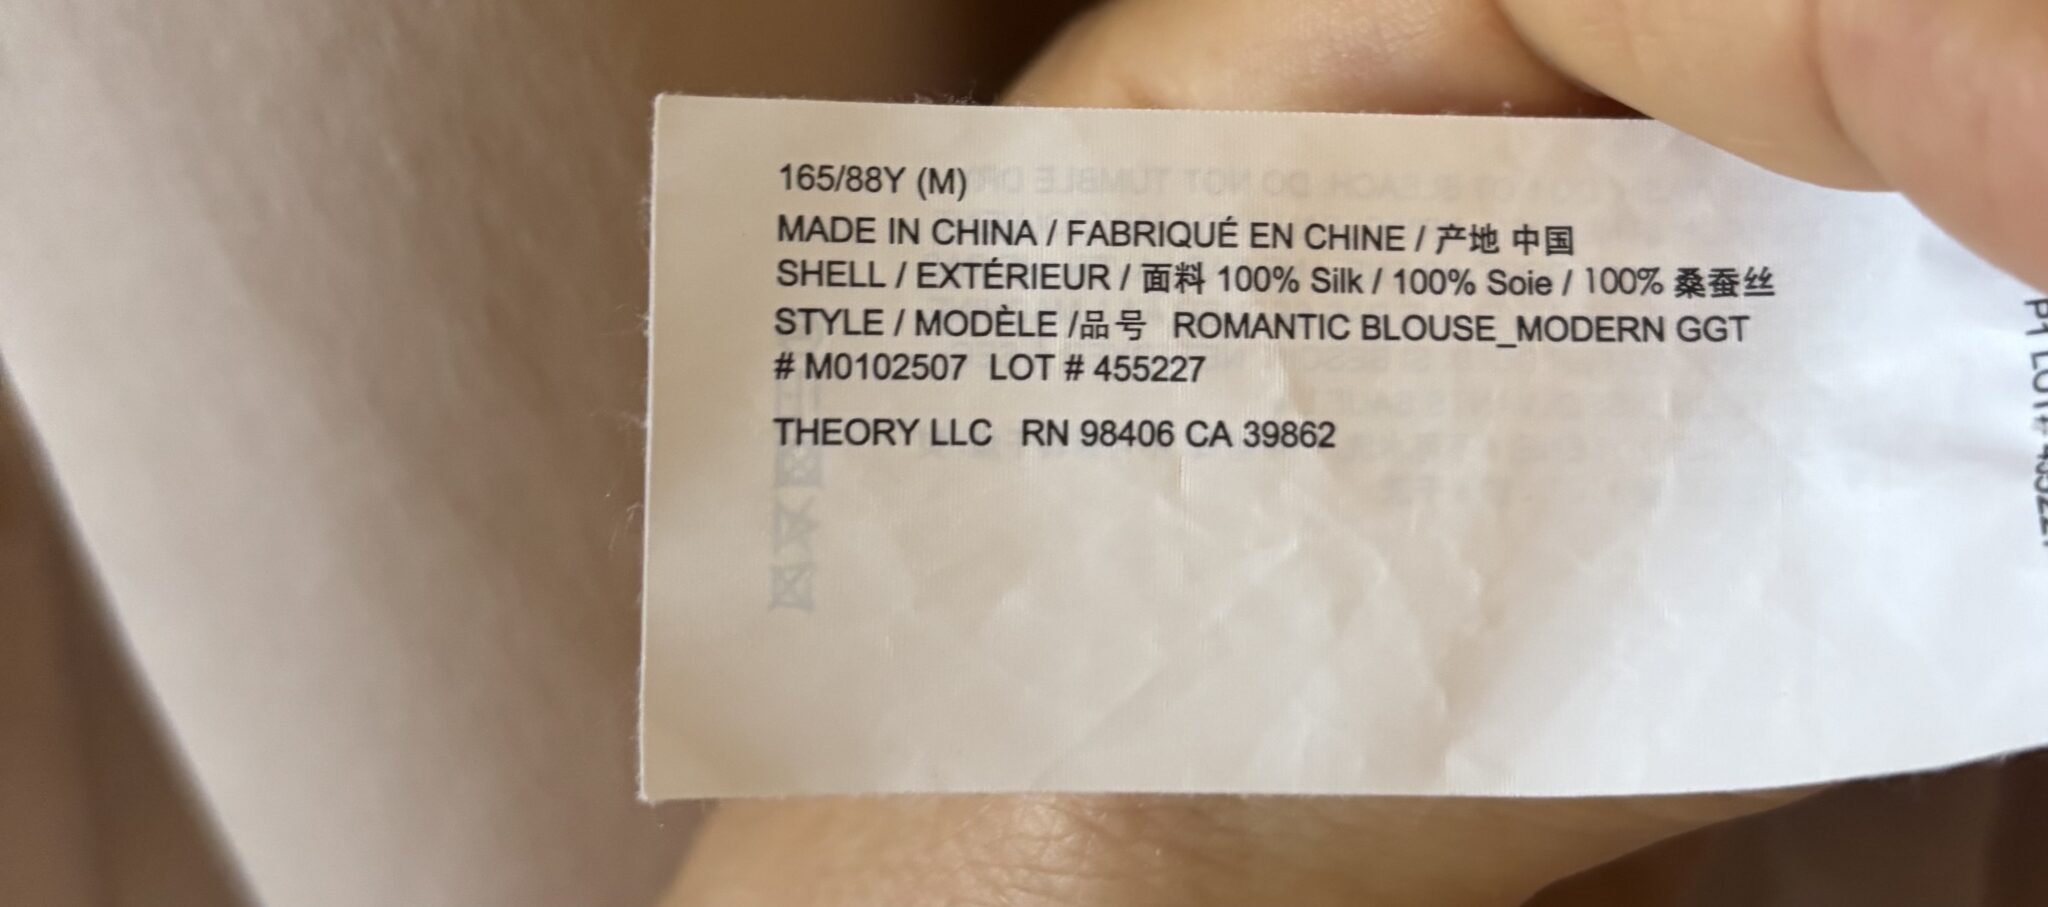 165/88Y (M)
MADE IN CHINA / FABRIQUÉ EN CHINE / 产地 中国
SHELL / EXTÉRIEUR / 面料 100% Silk / 100% Soie / 100% 桑蚕丝
STYLE / MODÈLE /品号 ROMANTIC BLOUSE_MODERN GGT
# M0102507 LOT # 455227
THEORY LLC RN 98406 CA 39862
P1 LOT#